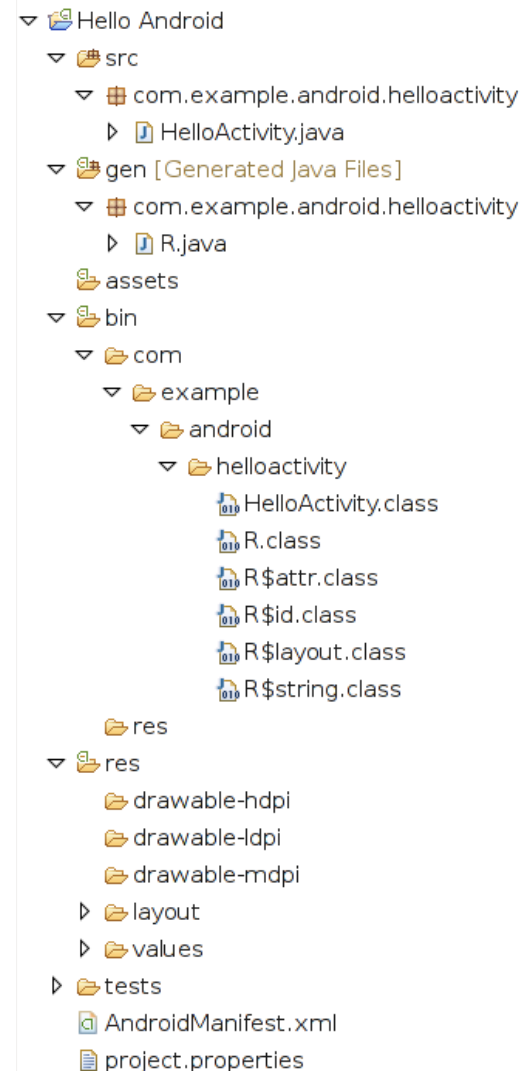 Hello Android
src
com.example.android.helloactivity
HelloActivity.java
gen [Generated Java Files]
com.example.android.helloactivity
R.java
assets
bin
com
example
android
helloactivity
HelloActivity.class
R.class
R$attr.class
R$id.class
R$layout.class
R$string.class
res
res
drawable-hdpi
drawable-ldpi
drawable-mdpi
layout
values
tests
AndroidManifest.xml
project.properties